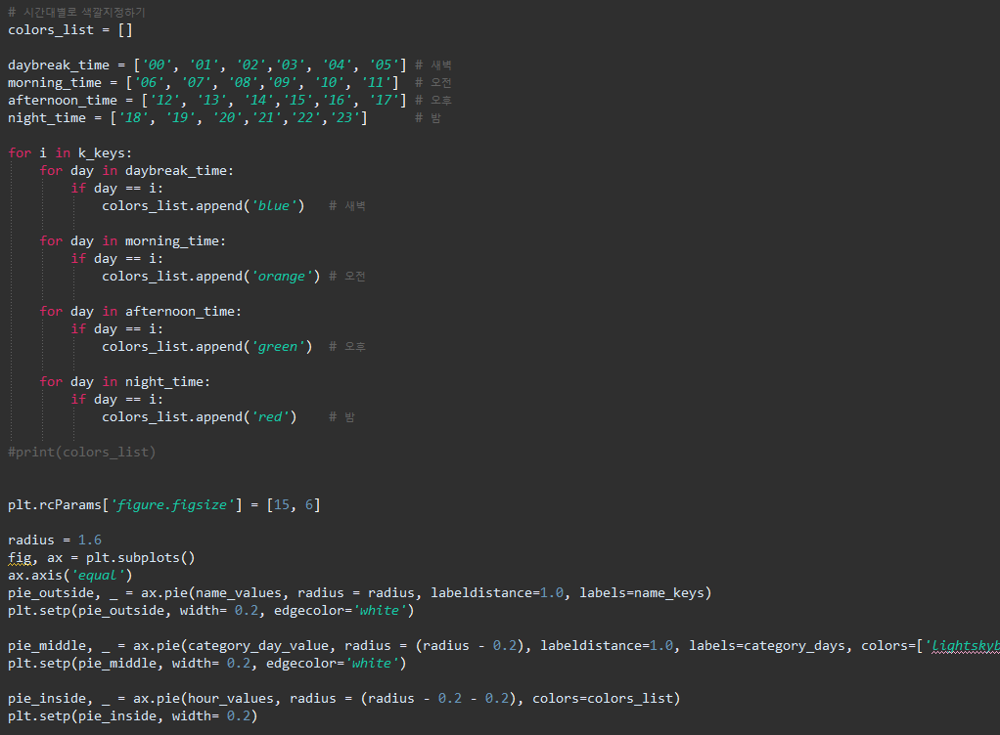 # 시간대별로 색깔지정하기
colors_list = []
daybreak_time = ['00', '01', '02','03', '04', '05'] # 새벽
morning_time = ['06', '07', '08','09', '10', '11']  # 오전
afternoon_time = ['12', '13', '14','15','16', '17'] # 오후
night_time = ['18', '19', '20','21','22','23']      # 밤
for i in k_keys:
    for day in daybreak_time:
        if day == i:
            colors_list.append('blue')   # 새벽
    for day in morning_time:
        if day == i:
            colors_list.append('orange') # 오전
    for day in afternoon_time:
        if day == i:
            colors_list.append('green')  # 오후
    for day in night_time:
        if day == i:
            colors_list.append('red')    # 밤
#print(colors_list)
plt.rcParams['figure.figsize'] = [15, 6]
radius = 1.6
fig, ax = plt.subplots()
ax.axis('equal')
pie_outside, _ = ax.pie(name_values, radius = radius, labeldistance=1.0, labels=name_keys)
plt.setp(pie_outside, width= 0.2, edgecolor='white')
pie_middle, _ = ax.pie(category_day_value, radius = (radius - 0.2), labeldistance=1.0, labels=category_days, colors=['lightskyb
plt.setp(pie_middle, width= 0.2, edgecolor='white')
pie_inside, _ = ax.pie(hour_values, radius = (radius - 0.2 - 0.2), colors=colors_list)
plt.setp(pie_inside, width= 0.2)